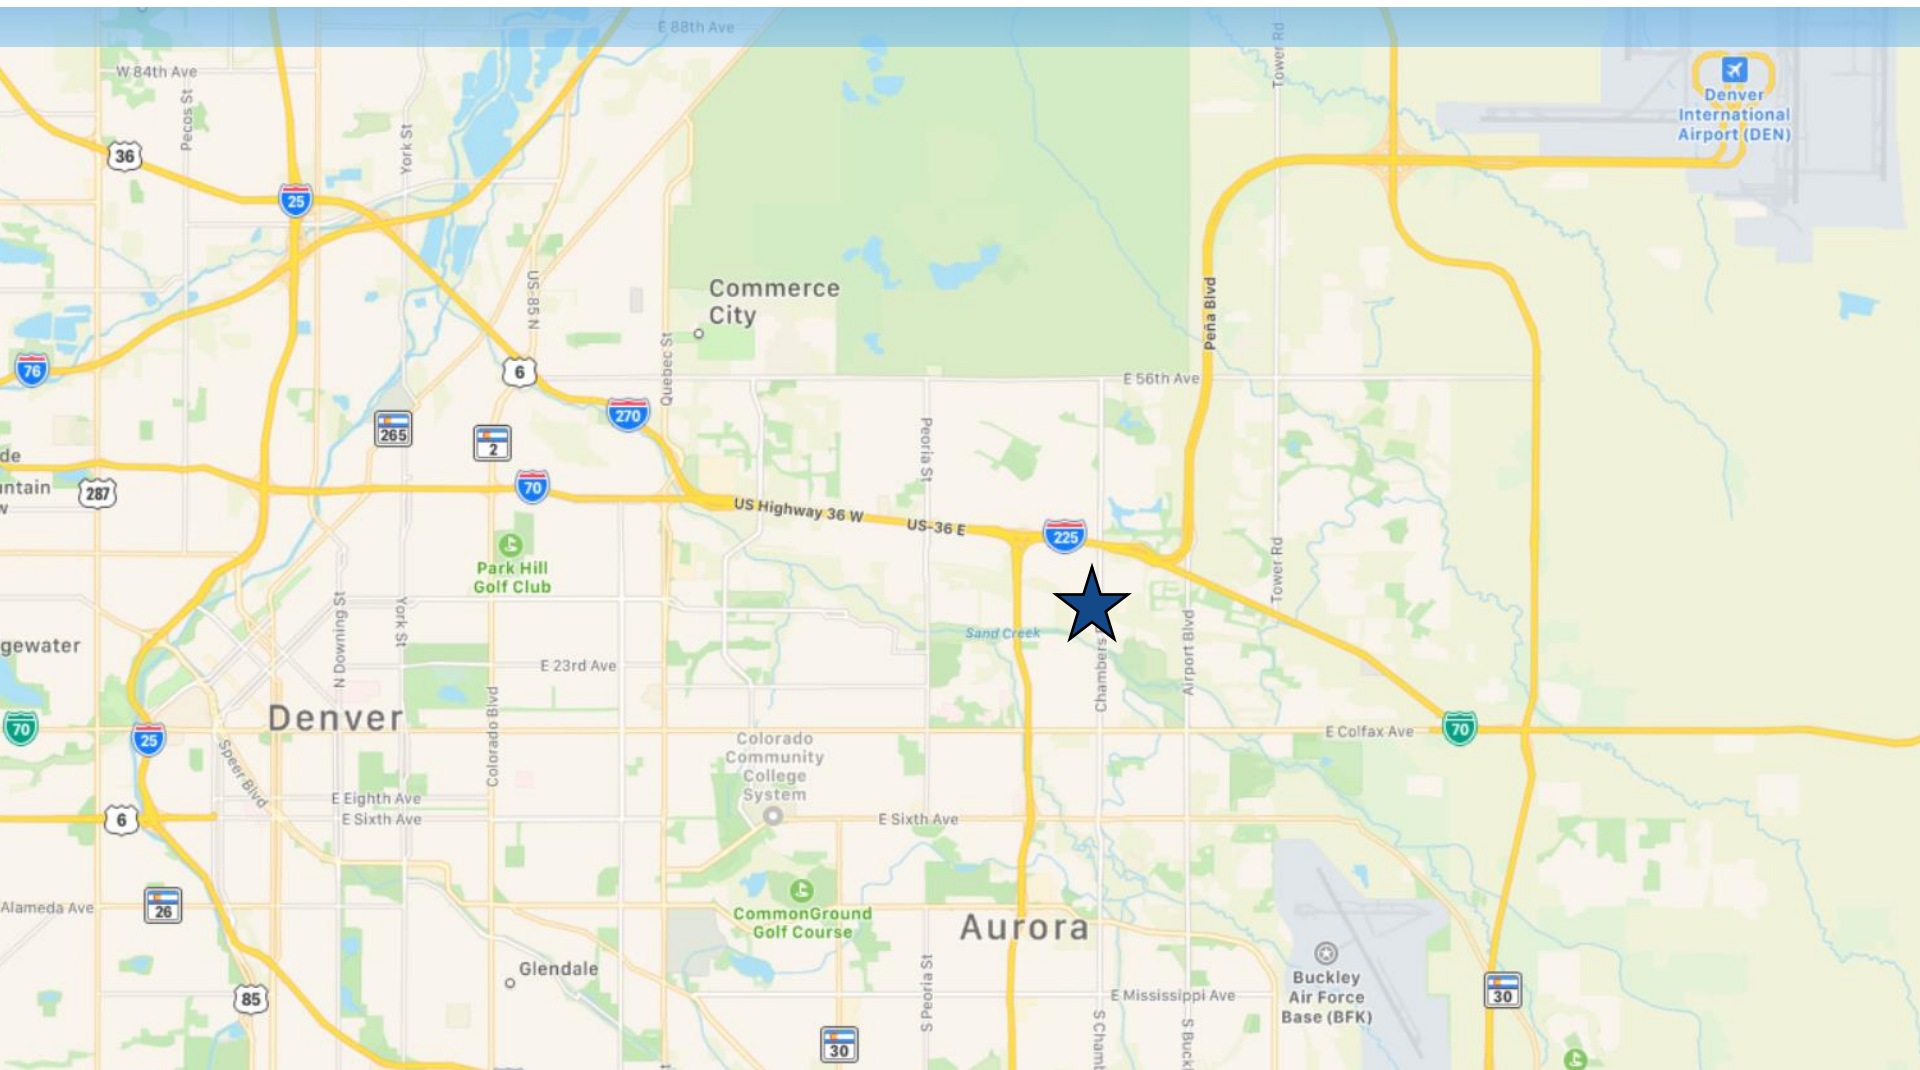 E 88th Ave
W 84th Ave
Pecos St
York St
Tower Rd
Denver
International
Airport (DEN)
36
25
US-85 N
Commerce
City
Peña Blvd
76
6
Quebec St
E 56th Ave
270
265
2
Peoria St
de
ntain
287
70
US Highway 36 W
US-36 E
225
Park Hill
Golf Club
Tower Rd
N Downing St
York St
Sand Creek
Chambers
Airport Blvd
gewater
E 23rd Ave
Colorado Blvd
Denver
70
25
Speer Blvd
Colorado
Community
College
System
E Colfax Ave
70
E Eighth Ave
E Sixth Ave
E Sixth Ave
6
26
Alameda Ave
CommonGround
Golf Course
Aurora
Glendale
85
S Peoria St
30
E Mississippi Ave
S Chamb
S Buckl
Buckley
Air Force
Base (BFK)
30